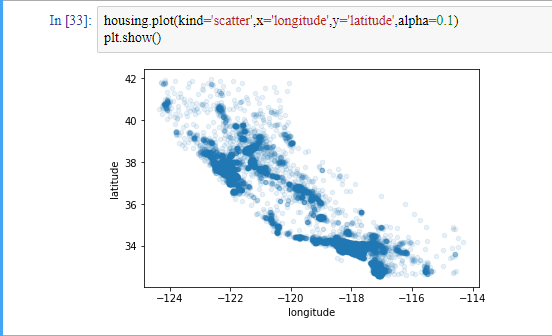 In [33]: housing.plot(kind='scatter',x='longitude',y='latitude',alpha=0.1)
plt.show()
42
40
38
36
34
latitude
−124 −122 −120 −118 −116 −114
longitude